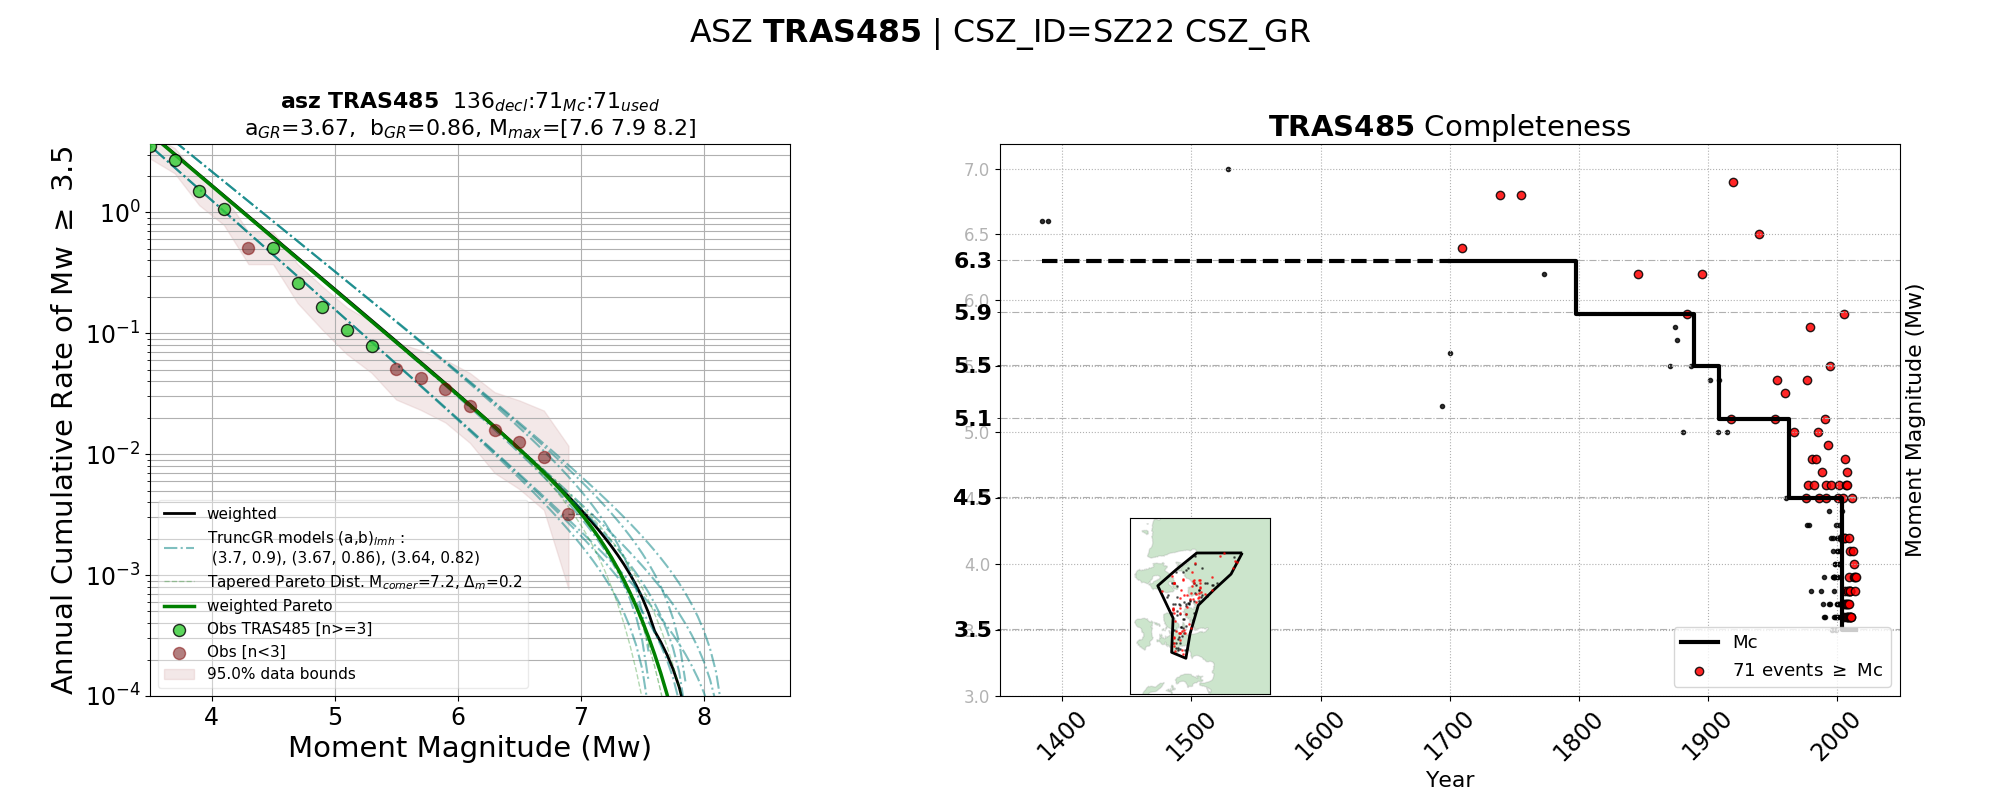 ASZ TRAS485 | CSZ_ID=SZ22 CSZ_GR
asz TRAS485 136decl:71Mc:71used
aGR=3.67, bGR=0.86, Mmax=[7.6 7.9 8.2]
Annual Cumulative Rate of Mw ≥ 3.5
10^0
10^-1
10^-2
10^-3
10^-4
weighted
TruncGR models (a,b)lmh :
(3.7, 0.9), (3.67, 0.86), (3.64, 0.82)
Tapered Pareto Dist. Mcorner=7.2, Δm=0.2
weighted Pareto
Obs TRAS485 [n>=3]
Obs [n<3]
95.0% data bounds
4 5 6 7 8
Moment Magnitude (Mw)
TRAS485 Completeness
7.0
6.5
6.3
6.0
5.9
5.5
5.1
5.0
4.5
4.0
3.5
3.0
Moment Magnitude (Mw)
Mc
71 events ≥ Mc
1400 1500 1600 1700 1800 1900 2000
Year